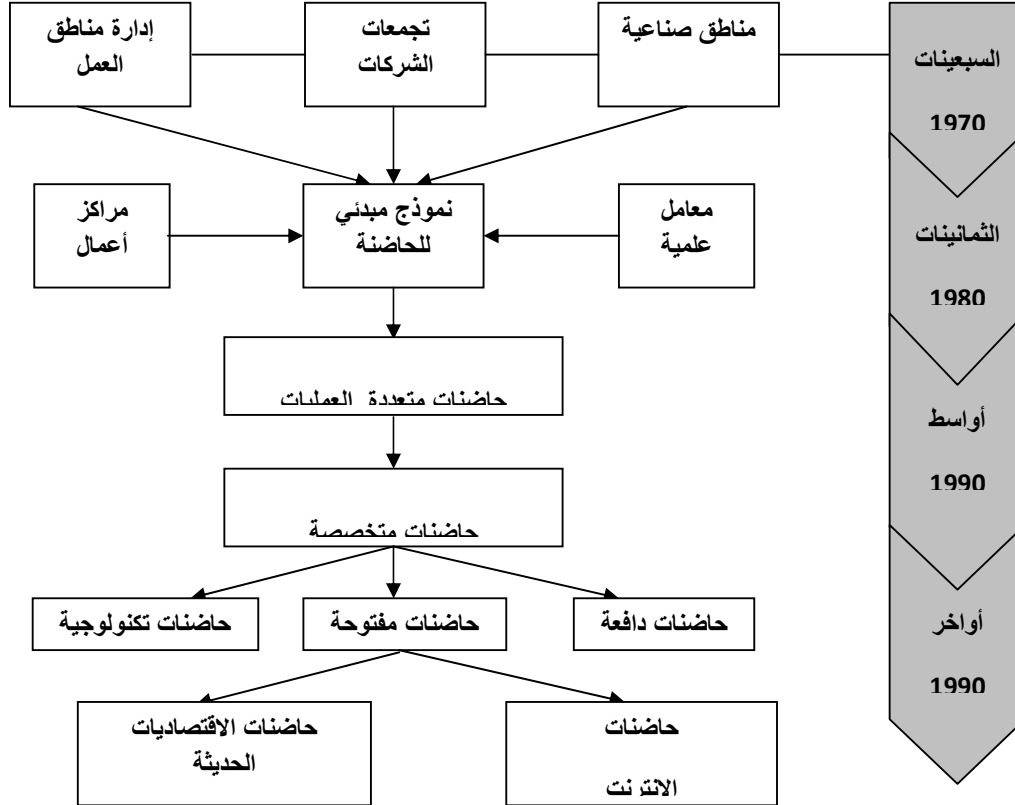 السبعينات
1970
مناطق صناعية
تجمعات
الشركات
إدارة مناطق
العمل
الثمانينات
1980
معامل
علمية
نموذج مبدئي
للحاضنة
مراكز
أعمال
حاضنات متعددة العمليات
أواسط
1990
حاضنات متخصصة
أواخر
1990
حاضنات دافعة
حاضنات مفتوحة
حاضنات تكنولوجية
حاضنات
الانترنت
حاضنات الاقتصاديات
الحديثة